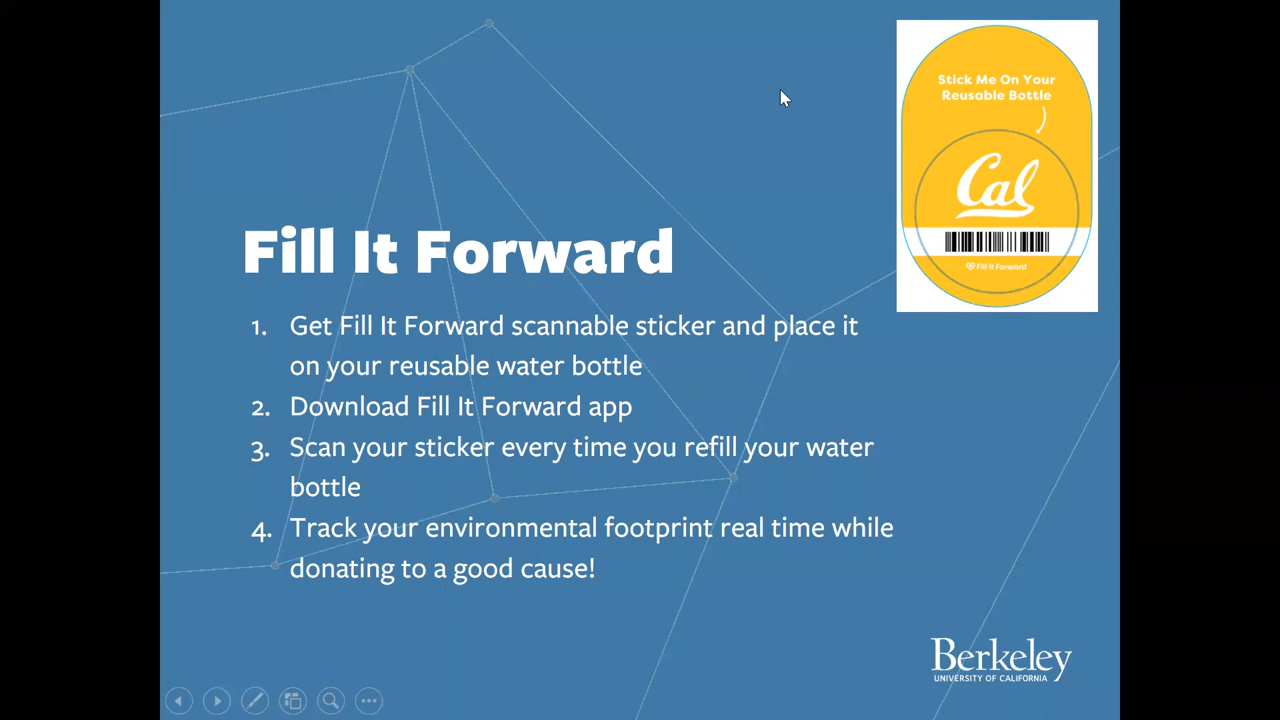 Stick Me On Your
Reusable Bottle
Cal
Fill It Forward
Fill It Forward
1. Get Fill It Forward scannable sticker and place it
on your reusable water bottle
2. Download Fill It Forward app
3. Scan your sticker every time you refill your water
bottle
4. Track your environmental footprint real time while
donating to a good cause!
Berkeley
UNIVERSITY OF CALIFORNIA